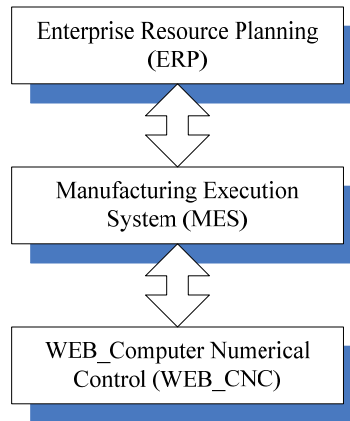 Enterprise Resource Planning
(ERP)
Manufacturing Execution
System (MES)
WEB_Computer Numerical
Control (WEB_CNC)